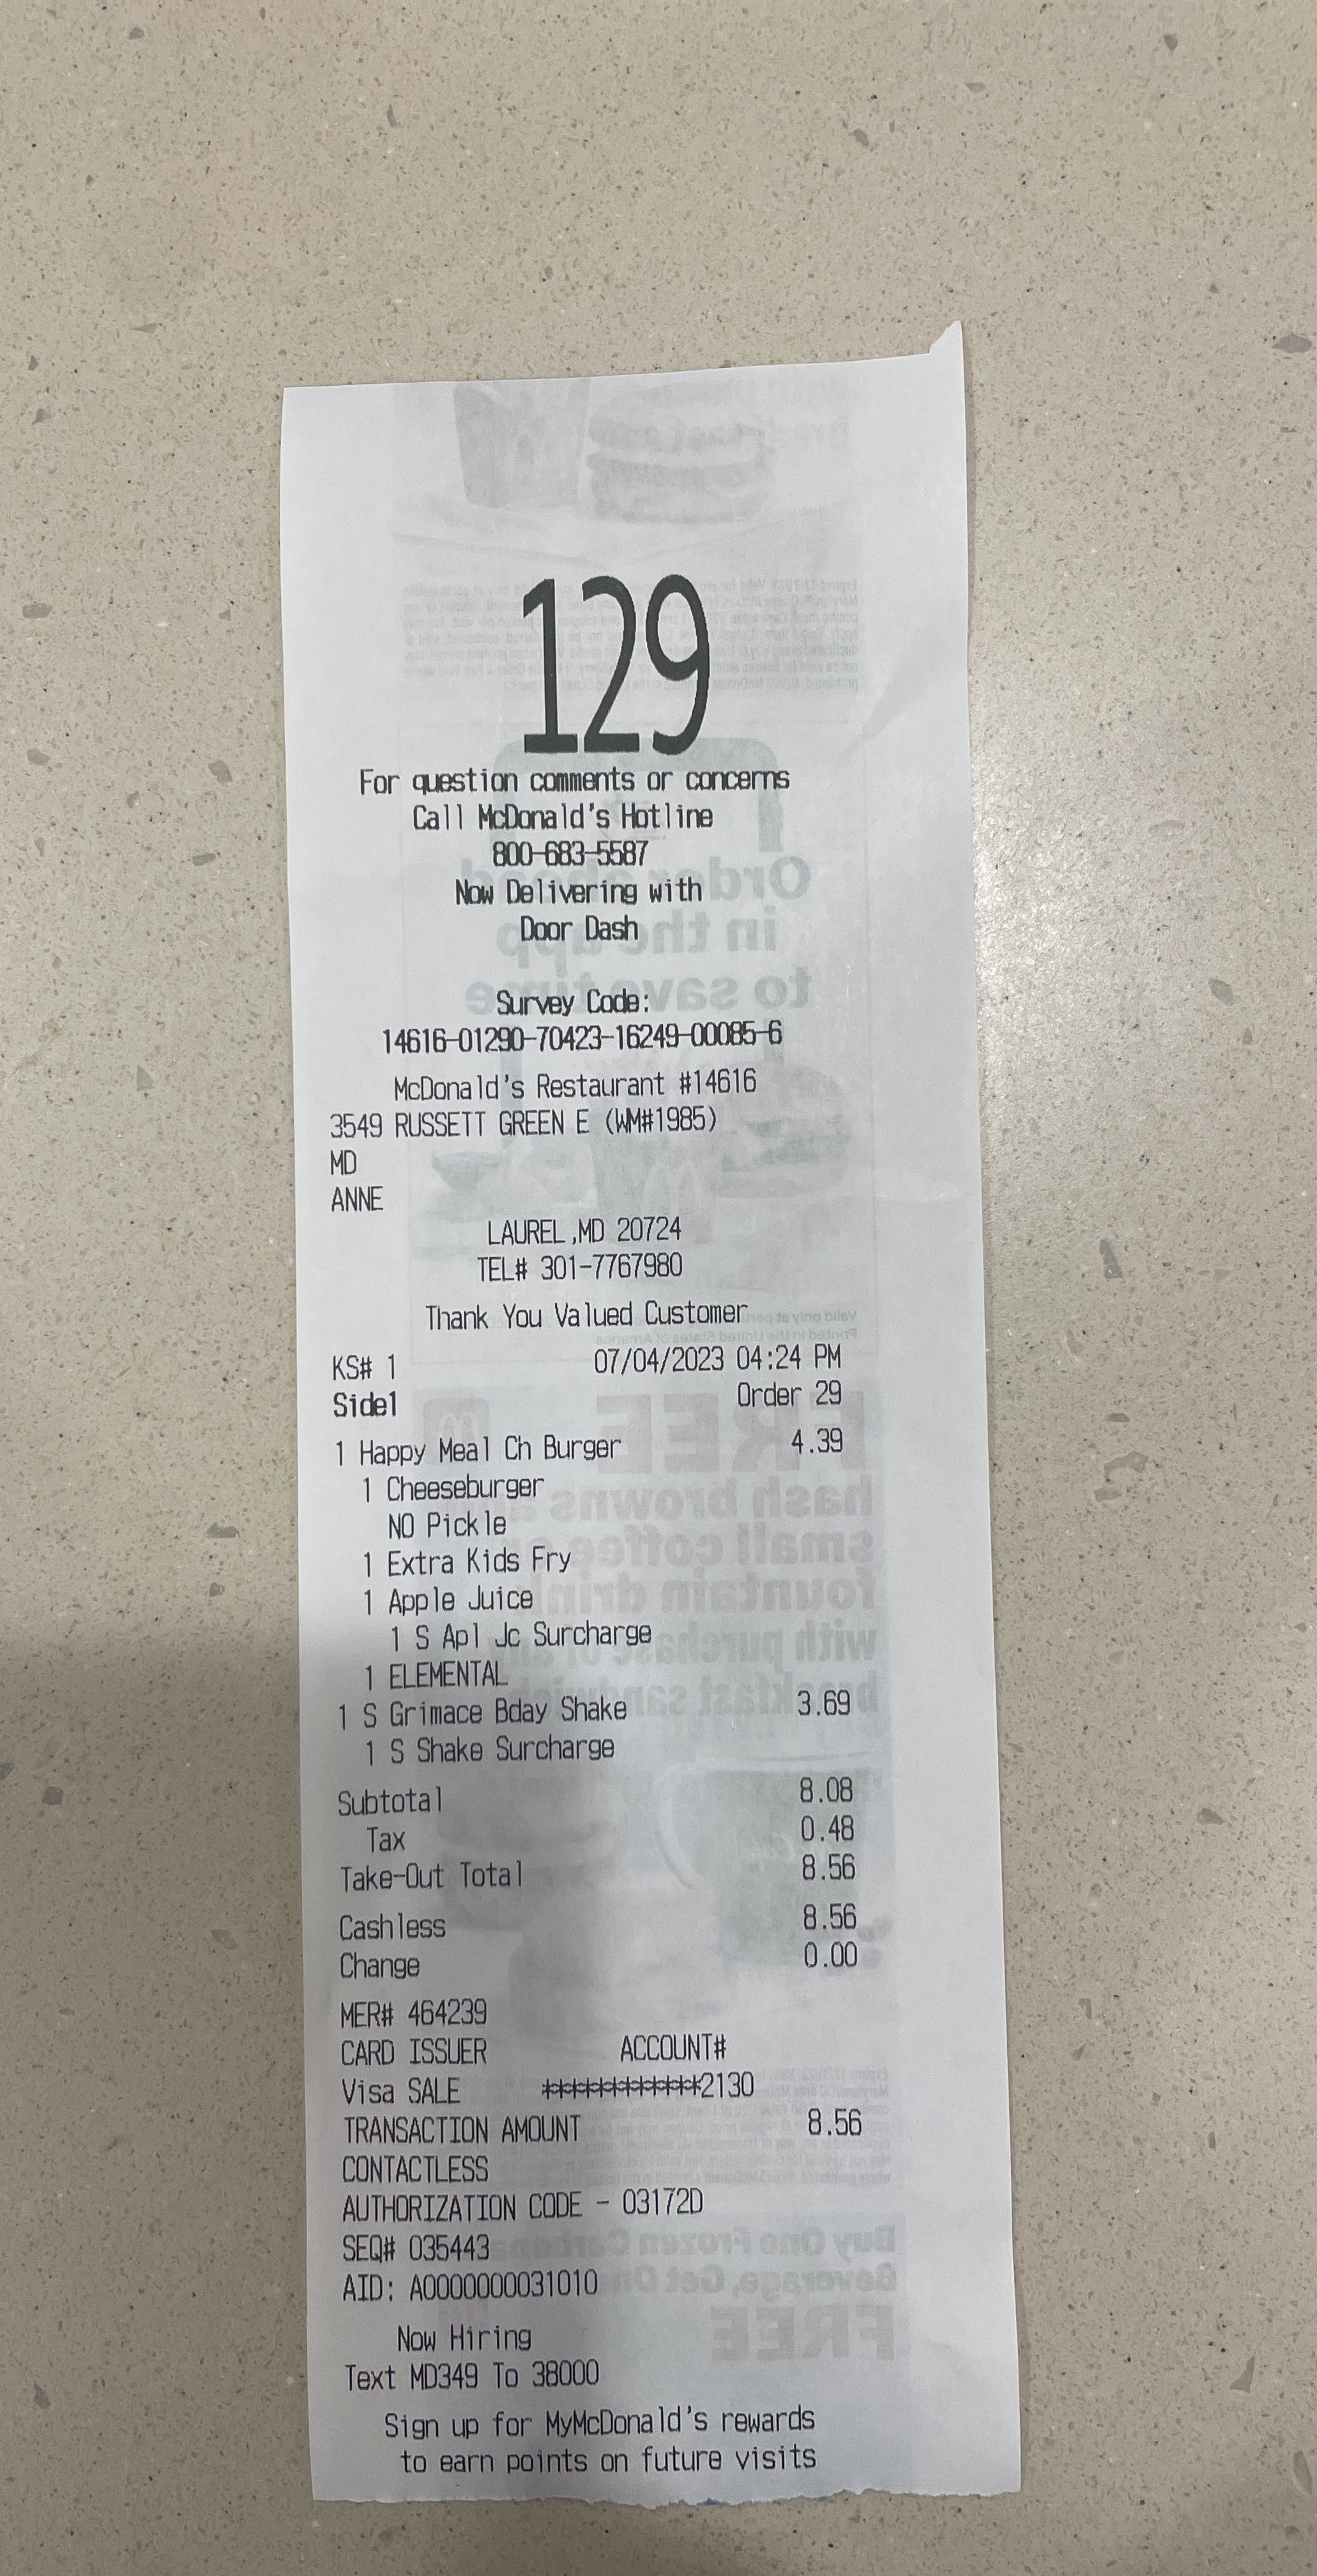 129
For question comments or concerns
Call McDonald's Hotline
800-683-5587
Now Delivering with
Door Dash
Survey Code:
14616-01290-70423-16249-00085-6
McDonald's Restaurant #14616
3549 RUSSETT GREEN E (WM#1985)
MD
ANNE
LAUREL,MD 20724
TEL# 301-7767980
Thank You Valued Customer
KS# 1 07/04/2023 04:24 PM
Side1 Order 29
1 Happy Meal Ch Burger 4.39
1 Cheeseburger
NO Pickle
1 Extra Kids Fry
1 Apple Juice
1 S Apl Jc Surcharge
1 ELEMENTAL
1 S Grimace Bday Shake 3.69
1 S Shake Surcharge
Subtotal 8.08
Tax 0.48
Take-Out Total 8.56
Cashless 8.56
Change 0.00
MER# 464239
CARD ISSUER ACCOUNT#
Visa SALE ************2130
TRANSACTION AMOUNT 8.56
CONTACTLESS
AUTHORIZATION CODE - 03172D
SEQ# 035443
AID: A0000000031010
Now Hiring
Text MD349 To 38000
Sign up for MyMcDonald's rewards
to earn points on future visits